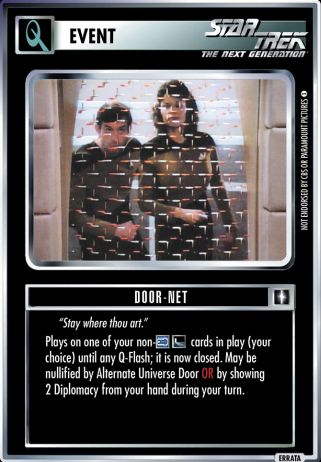 Q EVENT
STAR TREK
THE NEXT GENERATION
NOT ENDORSED BY CBS OR PARAMOUNT PICTURES
DOOR-NET
“Stay where thou art.”
Plays on one of your non- cards in play (your
choice) until any Q-Flash; it is now closed. May be
nullified by Alternate Universe Door OR by showing
2 Diplomacy from your hand during your turn.
ERRATA